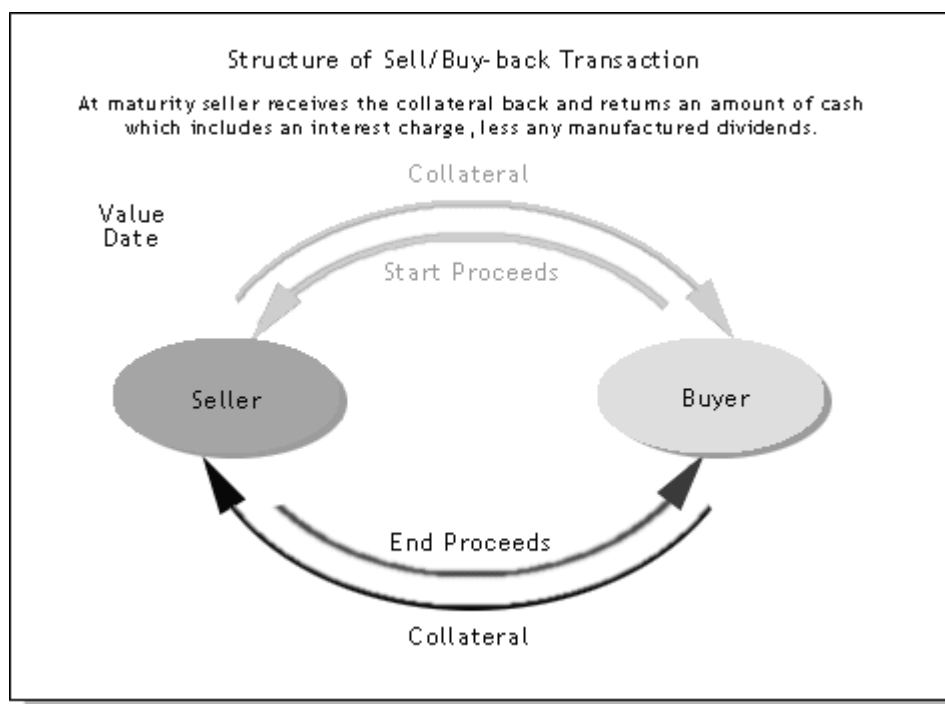 Structure of Sell/Buy-back Transaction
At maturity seller receives the collateral back and returns an amount of cash
which includes an interest charge, less any manufactured dividends.
Collateral
Value
Date
Start Proceeds
Seller
Buyer
End Proceeds
Collateral